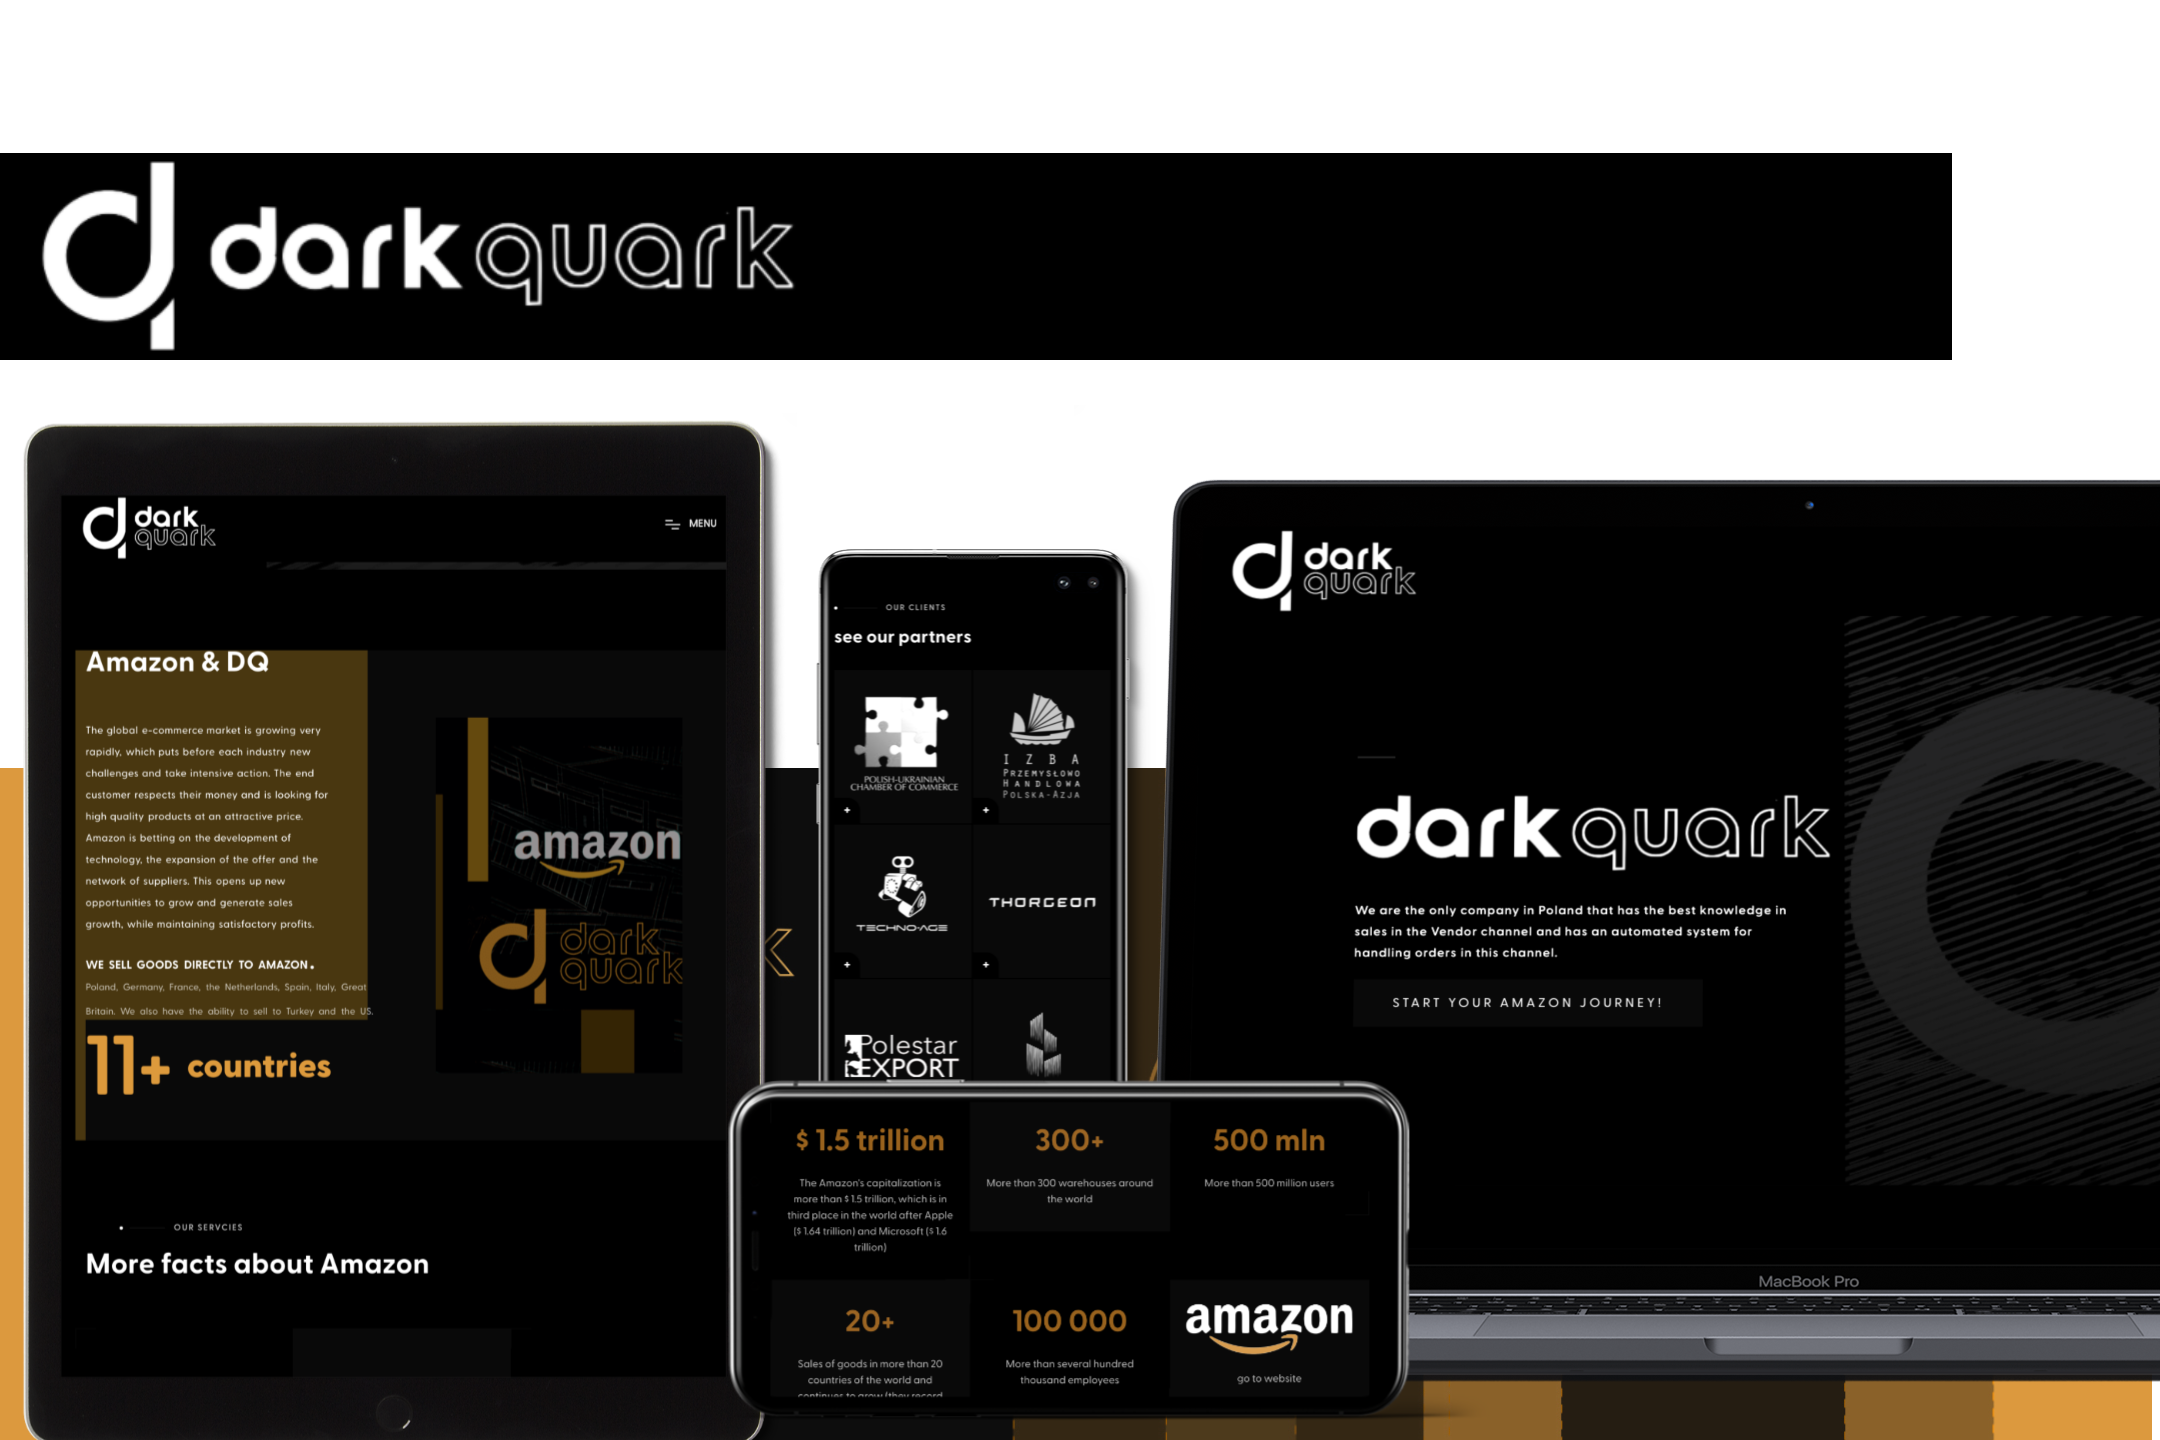 dark quark
dark
quark
MENU
Amazon & DQ
The global e-commerce market is growing very
rapidly, which puts before each industry new
challenges and take intensive action. The end
customer respects their money and is looking for
high quality products at an attractive price.
Amazon is betting on the development of
technology, the expansion of the offer and the
network of suppliers. This opens up new
opportunities to grow and generate sales
growth, while maintaining satisfactory profits.
WE SELL GOODS DIRECTLY TO AMAZON.
Poland, Germany, France, the Netherlands, Spain, Italy, Great
Britain. We also have the ability to sell to Turkey and the US.
11+ countries
amazon
dark
quark
OUR SERVCIES
More facts about Amazon
OUR CLIENTS
see our partners
POLISH-UKRAINIAN
CHAMBER OF COMMERCE
IZBA
PRZEMYSŁOWO
HANDLOWA
POLSKA-AZJA
TECHNO-AGE
THORGEON
Polestar
EXPORT
dark
quark
dark quark
We are the only company in Poland that has the best knowledge in
sales in the Vendor channel and has an automated system for
handling orders in this channel.
START YOUR AMAZON JOURNEY!
MacBook Pro
$ 1.5 trillion
The Amazon's capitalization is
more than $ 1.5 trillion, which is in
third place in the world after Apple
($ 1.64 trillion) and Microsoft ($ 1.6
trillion)
300+
More than 300 warehouses around
the world
500 mln
More than 500 million users
20+
Sales of goods in more than 20
countries of the world and
continues to grow (they record
100 000
More than several hundred
thousand employees
amazon
go to website